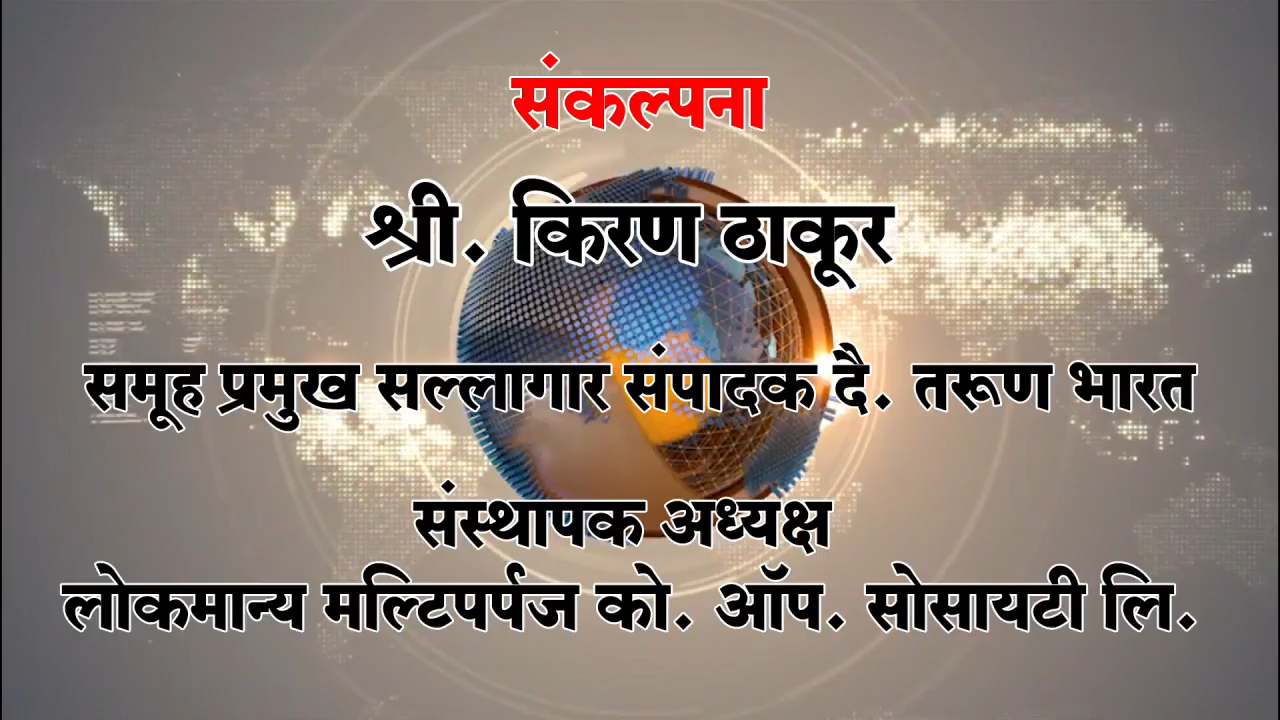 संकल्पना
श्री. किरण ठाकूर
समूह प्रमुख सल्लागार संपादक दै. तरूण भारत
संस्थापक अध्यक्ष
लोकमान्य मल्टिपर्पज को. ऑप. सोसायटी लि.